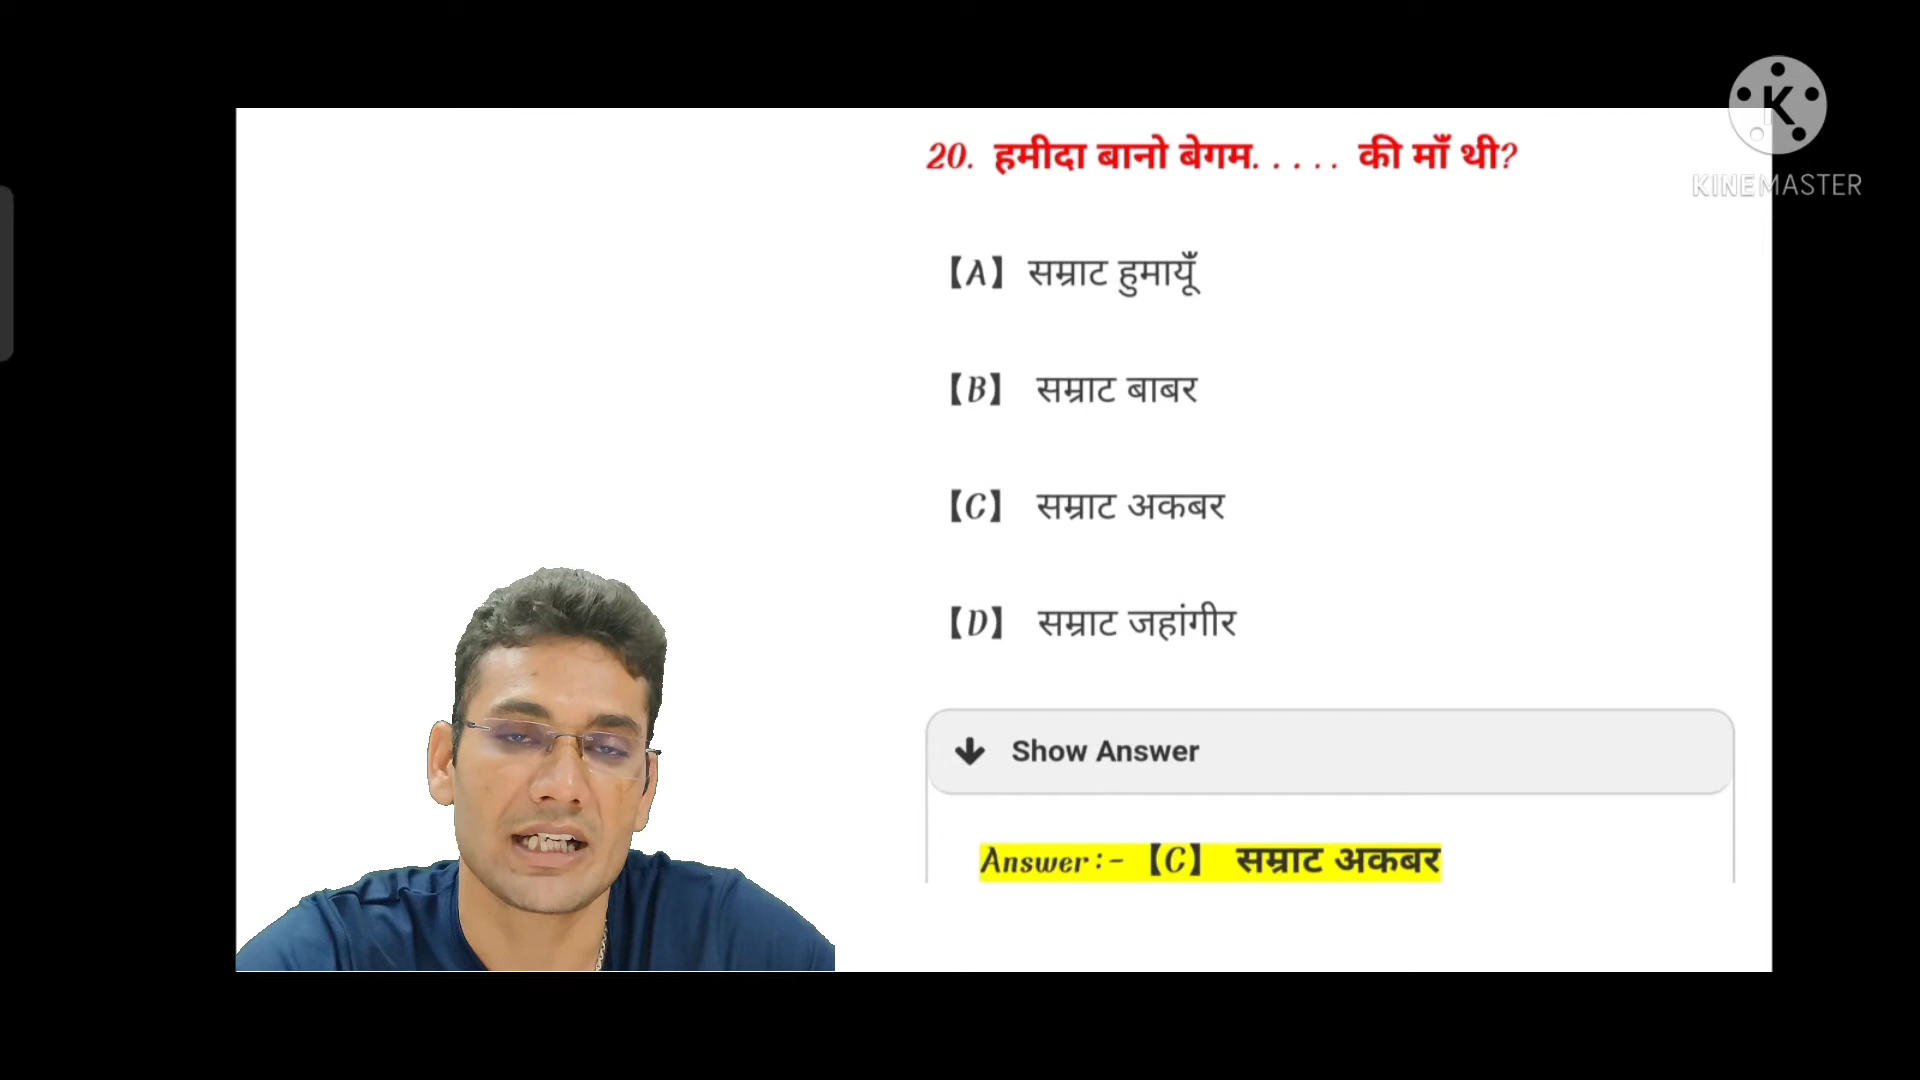 20. हमीदा बानो बेगम. . . . . की माँ थी?
【A】 सम्राट हुमायूँ
【B】 सम्राट बाबर
【C】 सम्राट अकबर
【D】 सम्राट जहांगीर
Show Answer
Answer:- 【C】 सम्राट अकबर
K
KINEMASTER